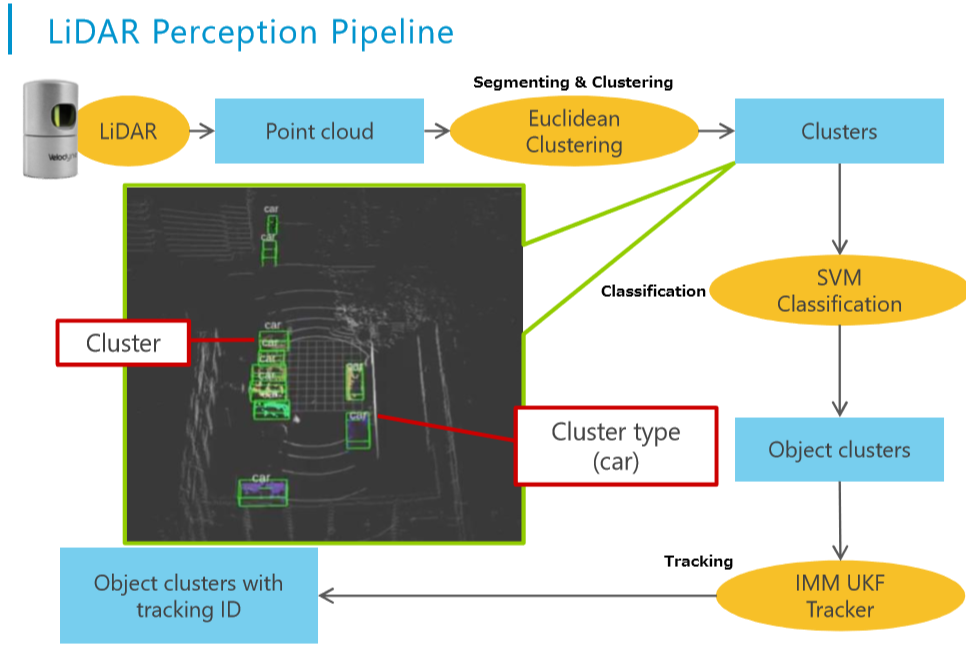 LiDAR Perception Pipeline
Segmenting & Clustering
LiDAR
Point cloud
Euclidean
Clustering
Clusters
Velodyne
car
car
SVM
Classification
Classification
Cluster
car
car
car
car
car
car
Cluster type
(car)
Object clusters
car
Tracking
Object clusters with
tracking ID
IMM UKF
Tracker